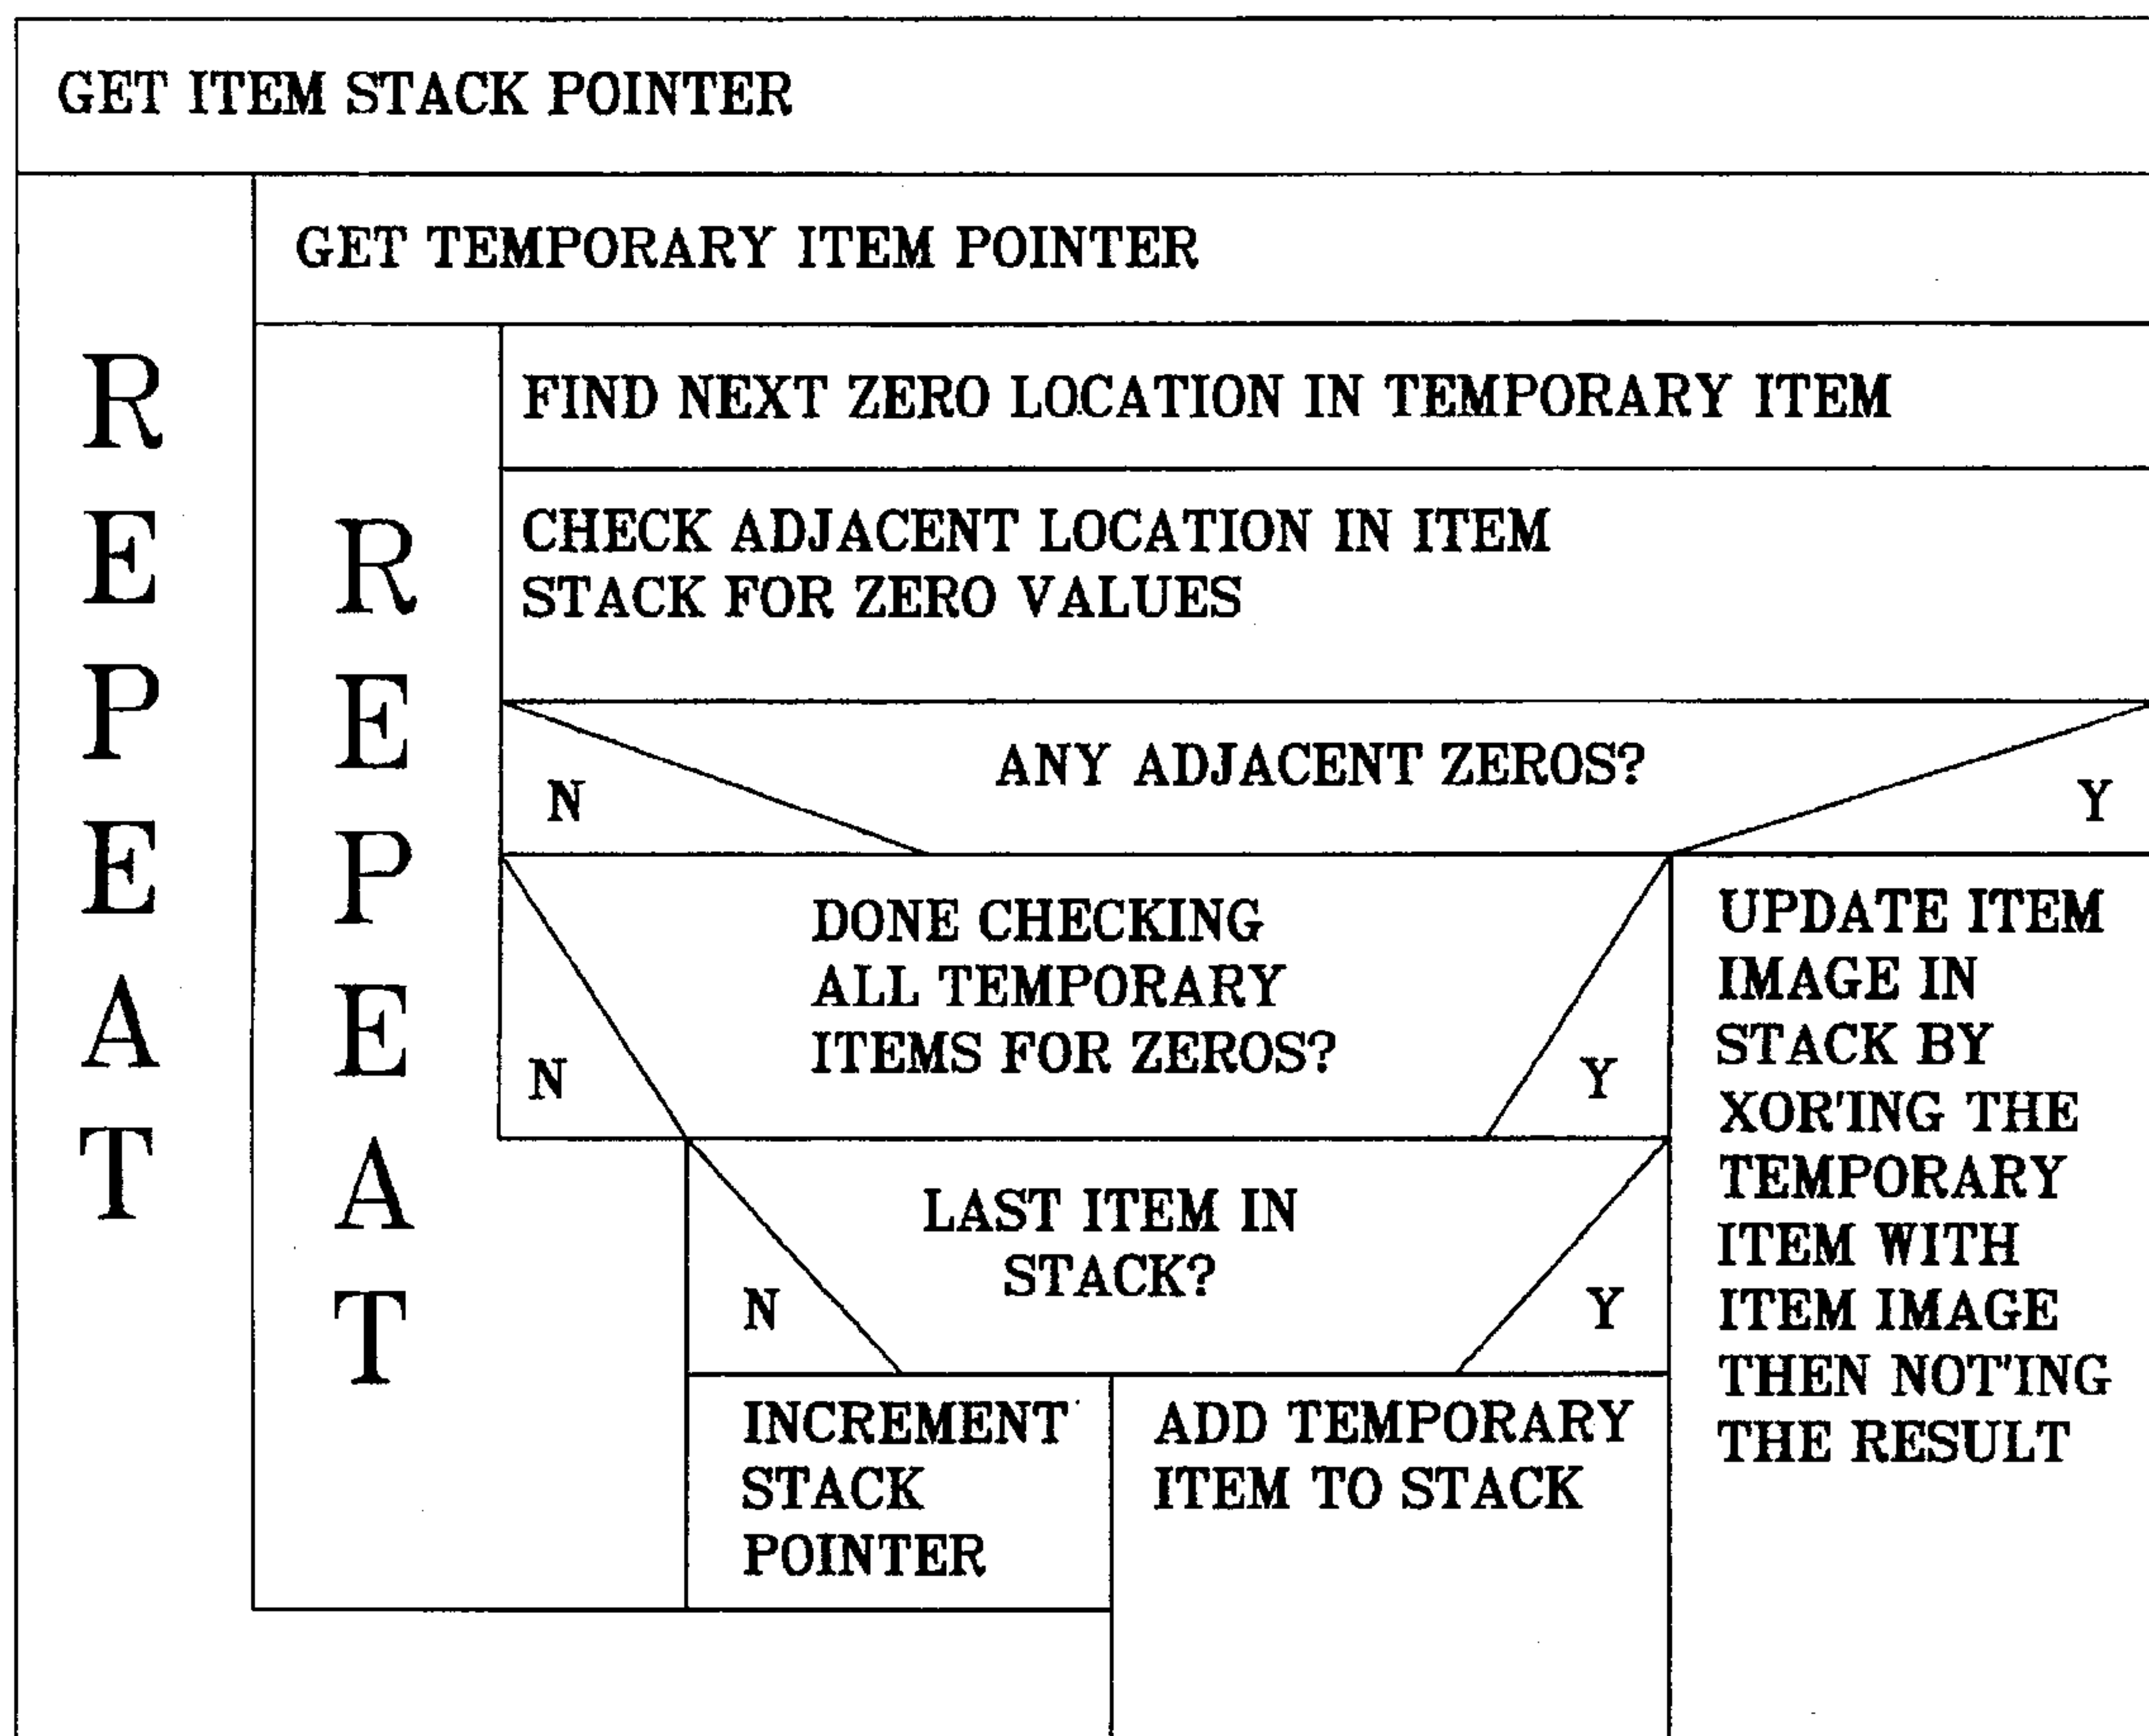 GET ITEM STACK POINTER
GET TEMPORARY ITEM POINTER
REPEAT
REPEAT
FIND NEXT ZERO LOCATION IN TEMPORARY ITEM
CHECK ADJACENT LOCATION IN ITEM
STACK FOR ZERO VALUES
ANY ADJACENT ZEROS?
N
Y
DONE CHECKING
ALL TEMPORARY
ITEMS FOR ZEROS?
N
Y
LAST ITEM IN
STACK?
N
Y
INCREMENT
STACK
POINTER
ADD TEMPORARY
ITEM TO STACK
UPDATE ITEM
IMAGE IN
STACK BY
XOR'ING THE
TEMPORARY
ITEM WITH
ITEM IMAGE
THEN NOT'ING
THE RESULT